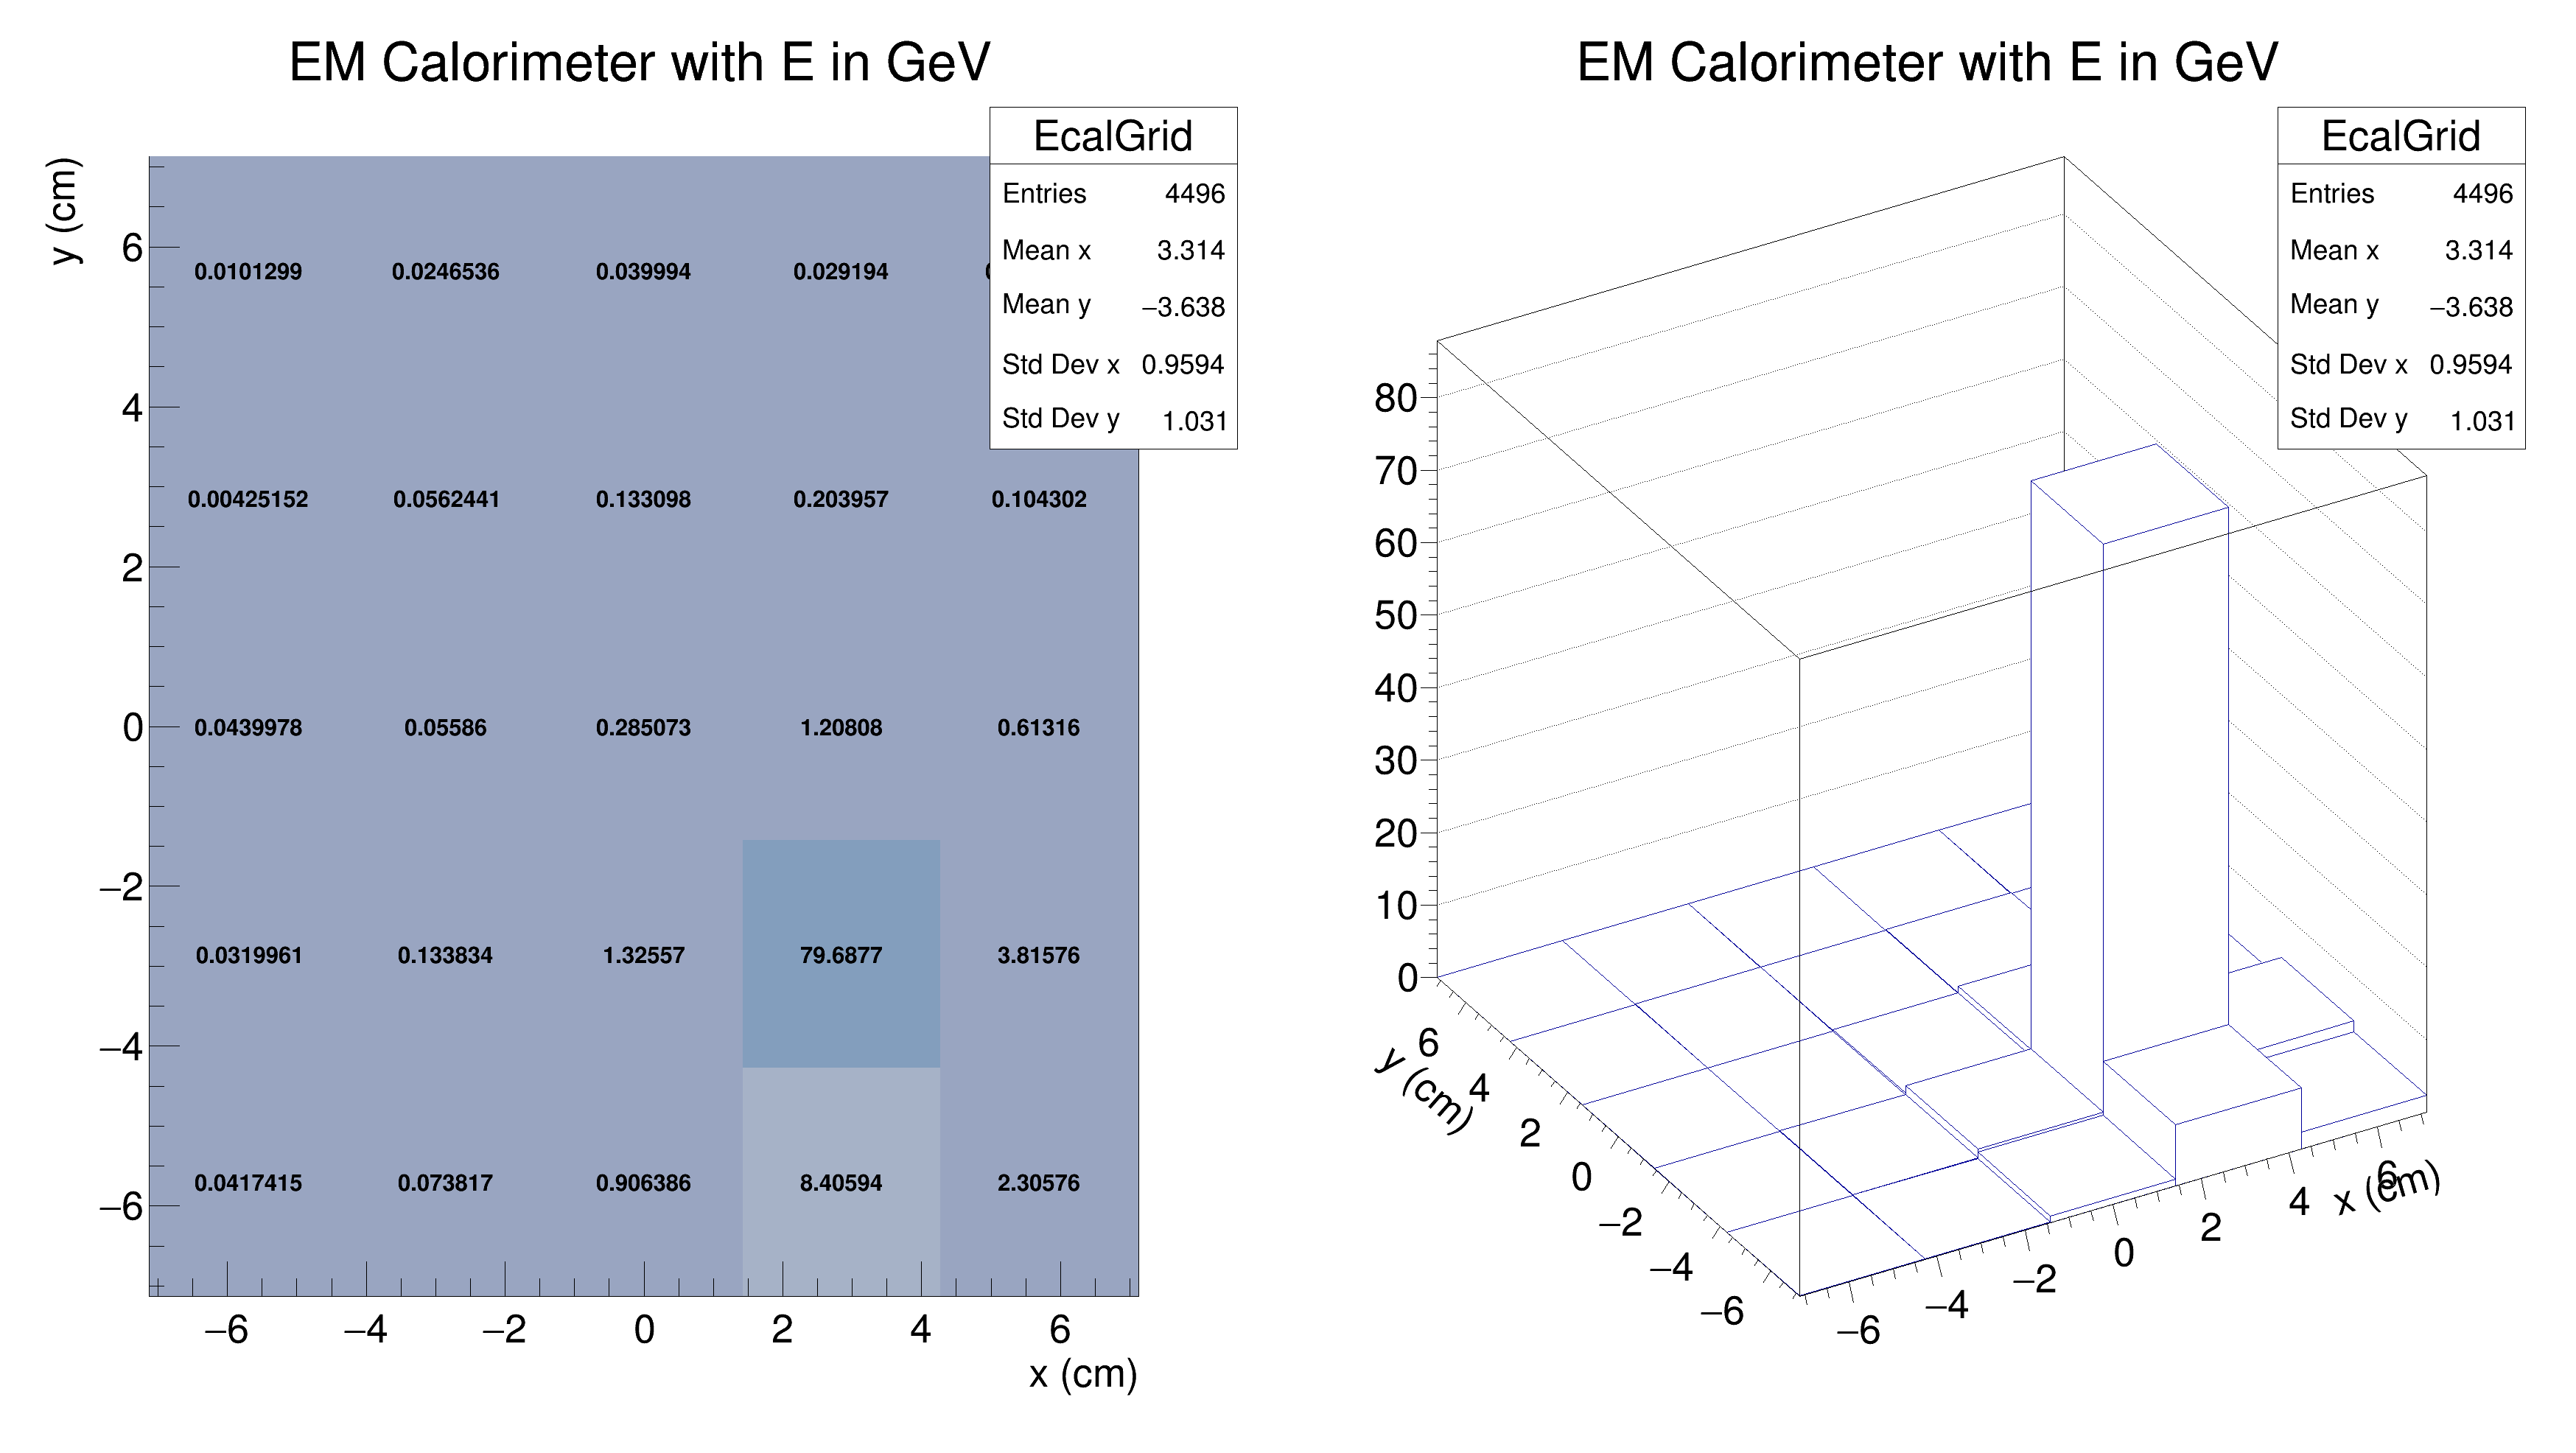 EM Calorimeter with E in GeV
EcalGrid
Entries 4496
Mean x 3.314
Mean y −3.638
Std Dev x 0.9594
Std Dev y 1.031
y (cm)
6
4
2
0
−2
−4
−6
0.0101299 0.0246536 0.039994 0.029194
0.00425152 0.0562441 0.133098 0.203957 0.104302
0.0439978 0.05586 0.285073 1.20808 0.61316
0.0319961 0.133834 1.32557 79.6877 3.81576
0.0417415 0.073817 0.906386 8.40594 2.30576
−6 −4 −2 0 2 4 6
x (cm)
EM Calorimeter with E in GeV
EcalGrid
Entries 4496
Mean x 3.314
Mean y −3.638
Std Dev x 0.9594
Std Dev y 1.031
80
70
60
50
40
30
20
10
0
6
4
2
0
−2
−4
−6
y (cm)
−6
−4
−2
0
2
4
6
x (cm)